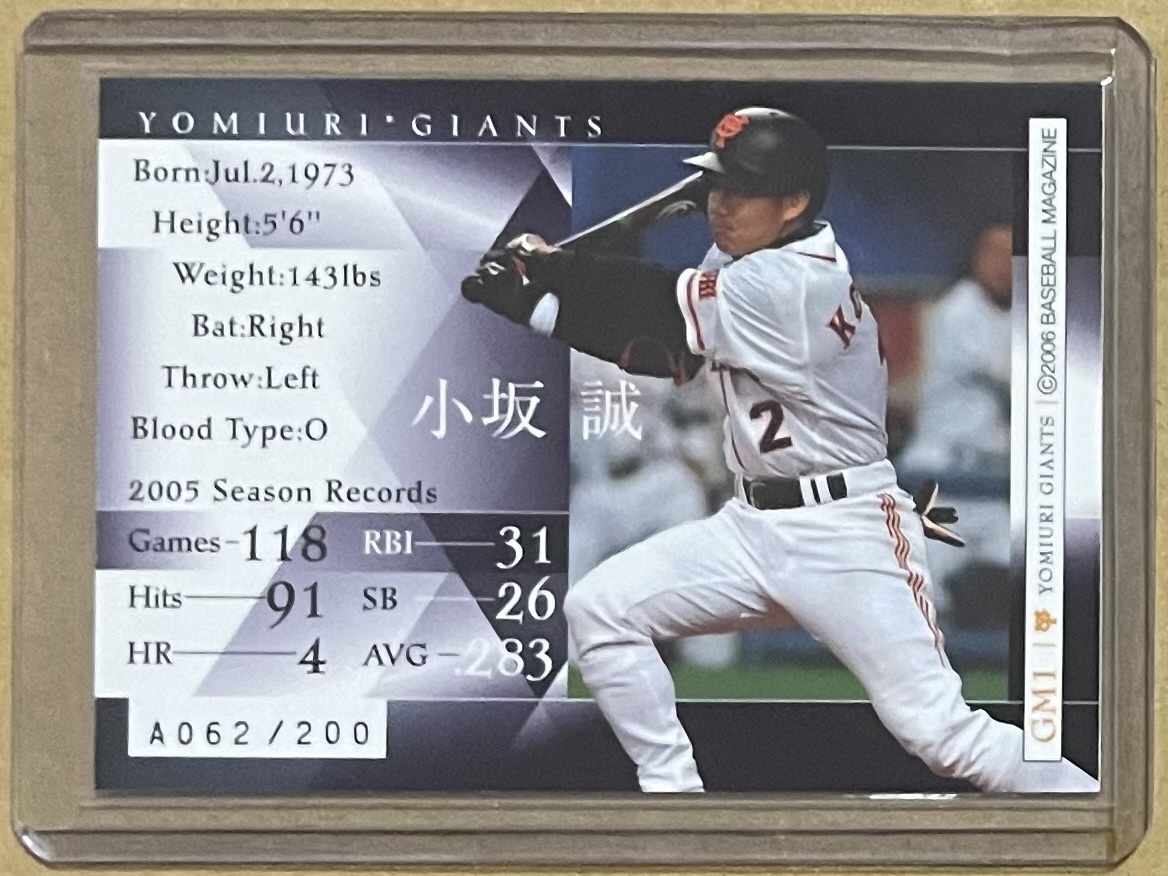 YOMIURI・GIANTS
Born:Jul.2,1973
Height:5'6"
Weight:143lbs
Bat:Right
Throw:Left
Blood Type:O
小坂 誠
2005 Season Records
Games 118 RBI 31
Hits 91 SB 26
HR 4 AVG .283
A062/200
2
GM1 | YOMIURI GIANTS | ©2006 BASEBALL MAGAZINE